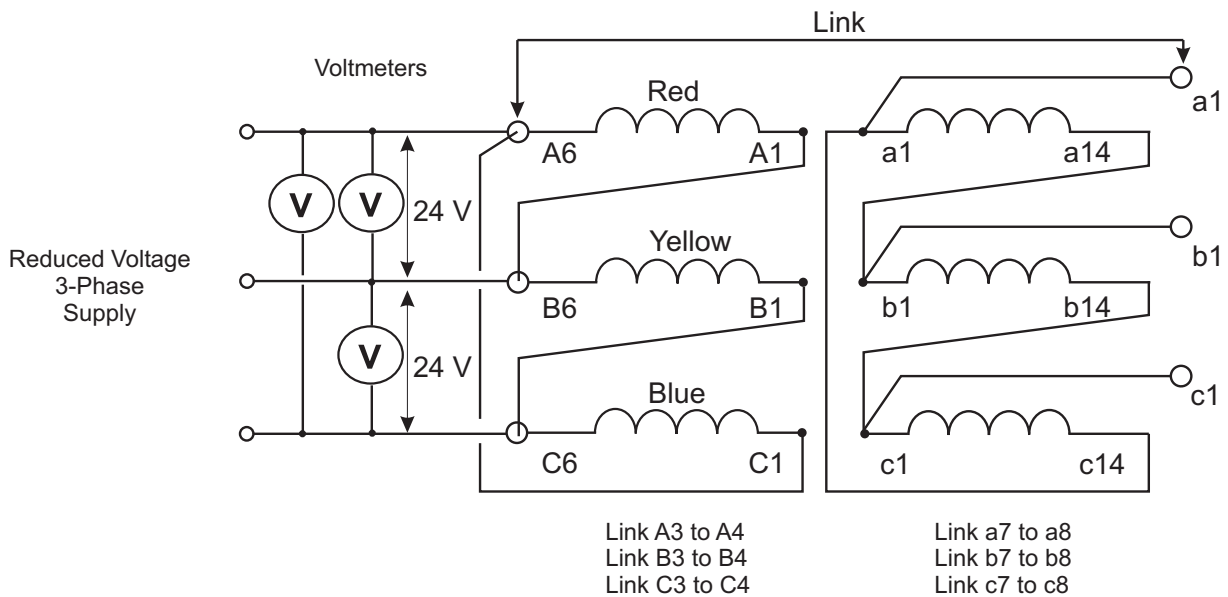 Link
Voltmeters
Red
a1
A6
A1
a1
a14
V
V
24 V
Yellow
b1
Reduced Voltage
3-Phase
Supply
B6
B1
b1
b14
V
24 V
Blue
c1
C6
C1
c1
c14
Link A3 to A4
Link B3 to B4
Link C3 to C4
Link a7 to a8
Link b7 to b8
Link c7 to c8